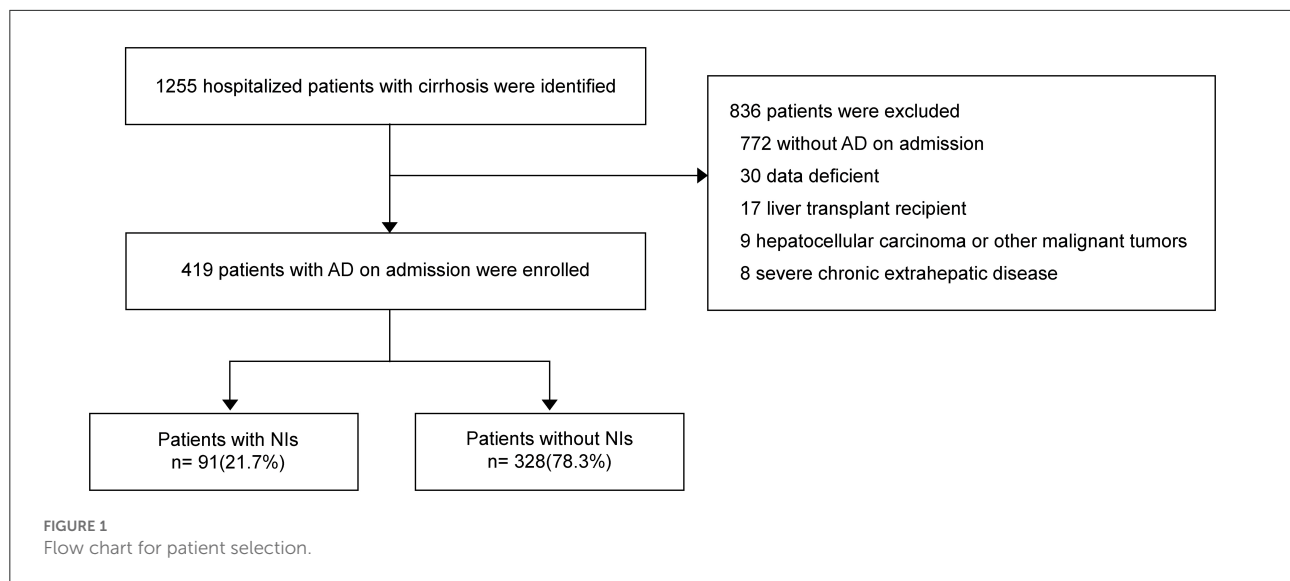 1255 hospitalized patients with cirrhosis were identified
836 patients were excluded
772 without AD on admission
30 data deficient
17 liver transplant recipient
9 hepatocellular carcinoma or other malignant tumors
8 severe chronic extrahepatic disease
419 patients with AD on admission were enrolled
Patients with NIs
n= 91(21.7%)
Patients without NIs
n= 328(78.3%)
FIGURE 1
Flow chart for patient selection.